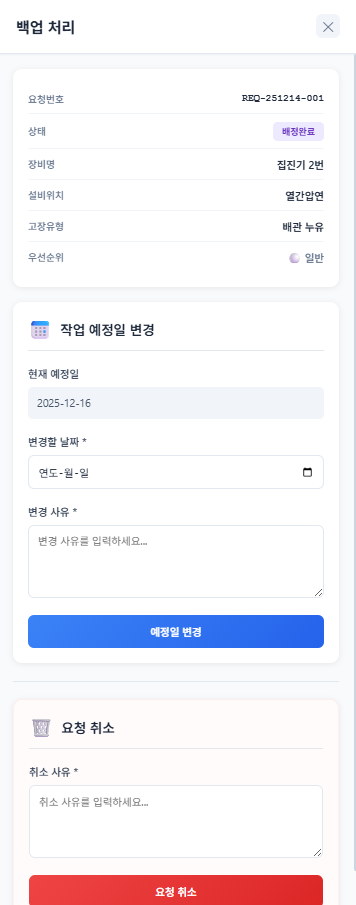 백업 처리
요청번호 REQ-251214-001
상태 배정완료
장비명 집진기 2번
설비위치 열간압연
고장유형 배관 누유
우선순위 일반
작업 예정일 변경
현재 예정일
2025-12-16
변경할 날짜 *
연도-월-일
변경 사유 *
변경 사유를 입력하세요...
예정일 변경
요청 취소
취소 사유 *
취소 사유를 입력하세요...
요청 취소